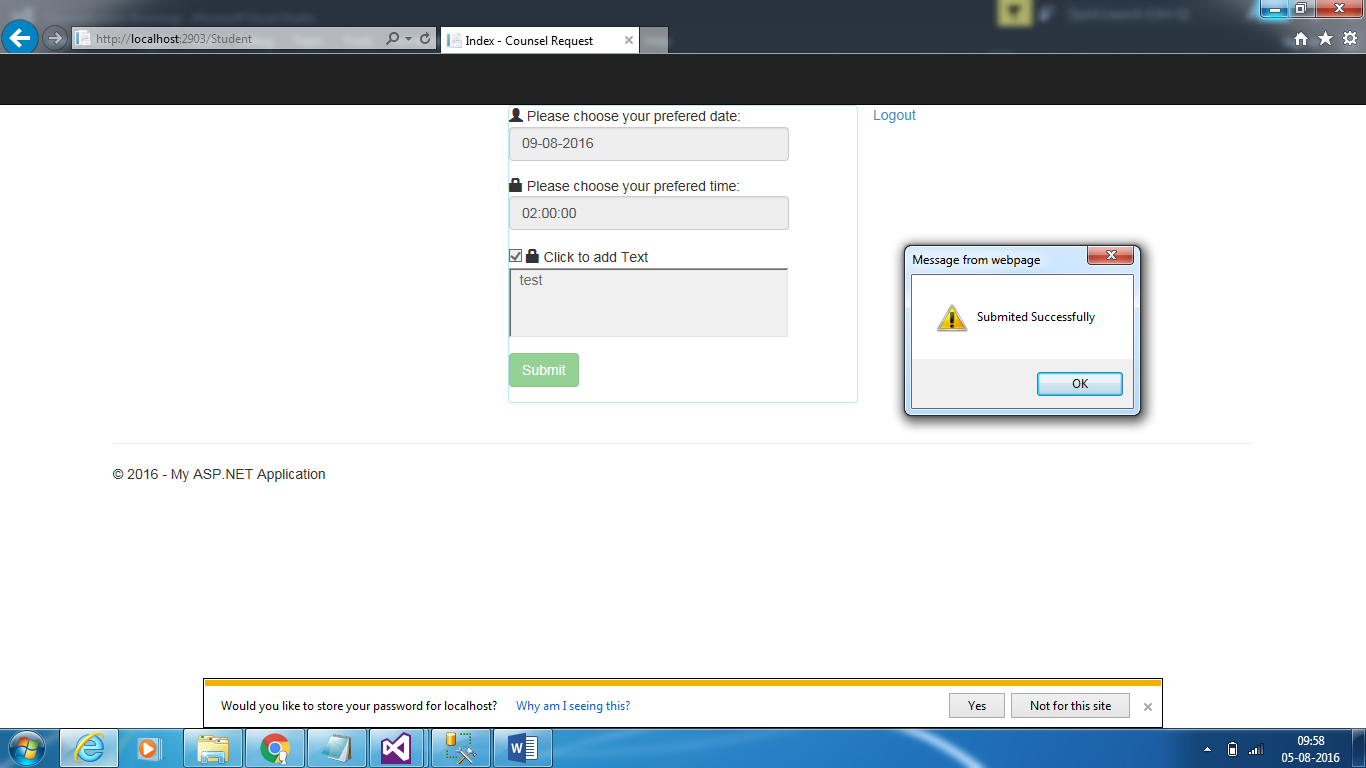 http://localhost:2903/Student
Index - Counsel Request
Please choose your prefered date:
Logout
09-08-2016
Please choose your prefered time:
02:00:00
Click to add Text
test
Submit
Message from webpage
Submited Successfully
OK
© 2016 - My ASP.NET Application
Would you like to store your password for localhost? Why am I seeing this? Yes Not for this site
09:58
05-08-2016